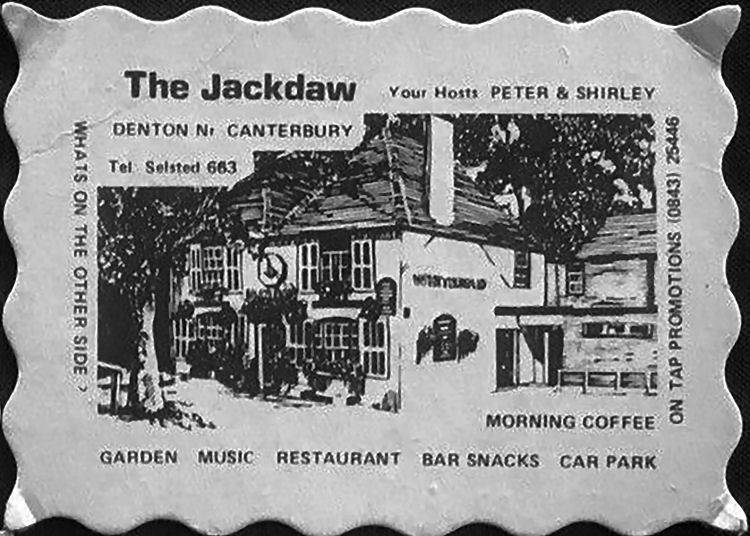 The Jackdaw
Your Hosts PETER & SHIRLEY
DENTON Nr CANTERBURY
Tel. Selsted 663
WHATS ON THE OTHER SIDE ?
ON TAP PROMOTIONS (0843) 25446
MORNING COFFEE
GARDEN MUSIC RESTAURANT BAR SNACKS CAR PARK